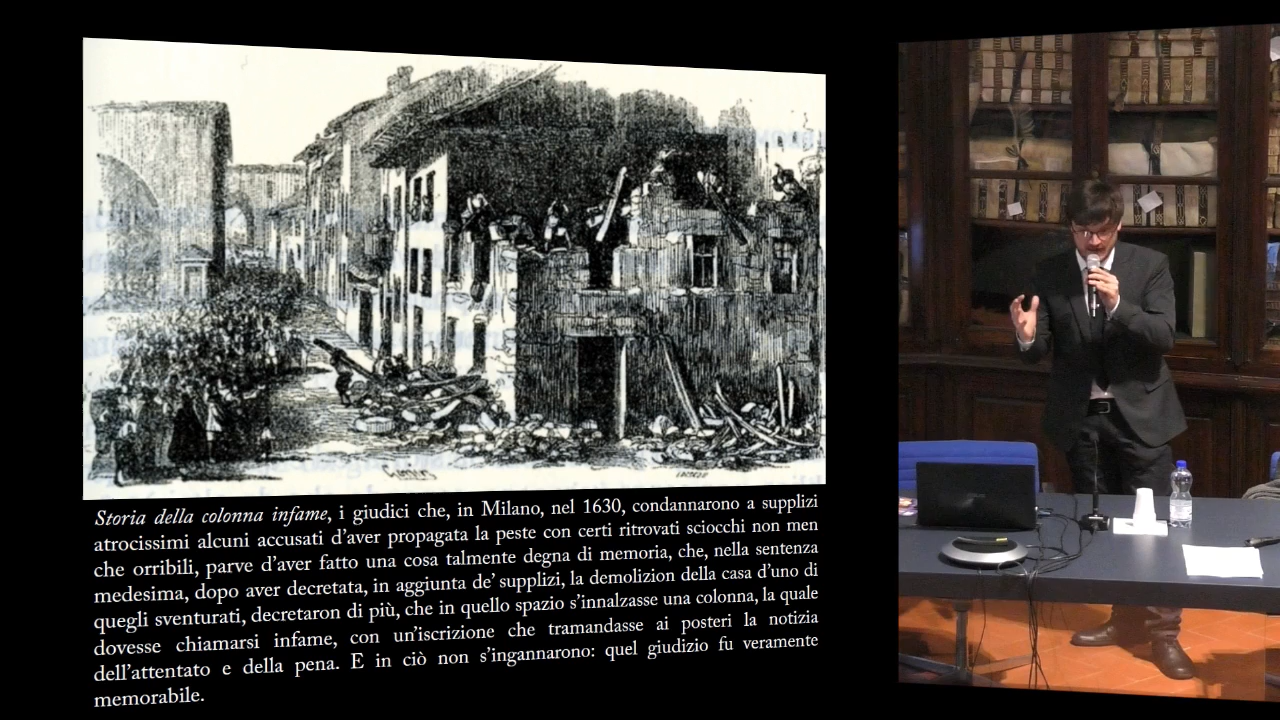 Storia della colonna infame, i giudici che, in Milano, nel 1630, condannarono a supplizi
atrocissimi alcuni accusati d’aver propagata la peste con certi ritrovati sciocchi non men
che orribili, parve d’aver fatto una cosa talmente degna di memoria, che, nella sentenza
medesima, dopo aver decretata, in aggiunta de’ supplizi, la demolizion della casa d’uno di
quegli sventurati, decretaron di più, che in quello spazio s’innalzasse una colonna, la quale
dovesse chiamarsi infame, con un’iscrizione che tramandasse ai posteri la notizia
dell’attentato e della pena. E in ciò non s’ingannarono: quel giudizio fu veramente
memorabile.